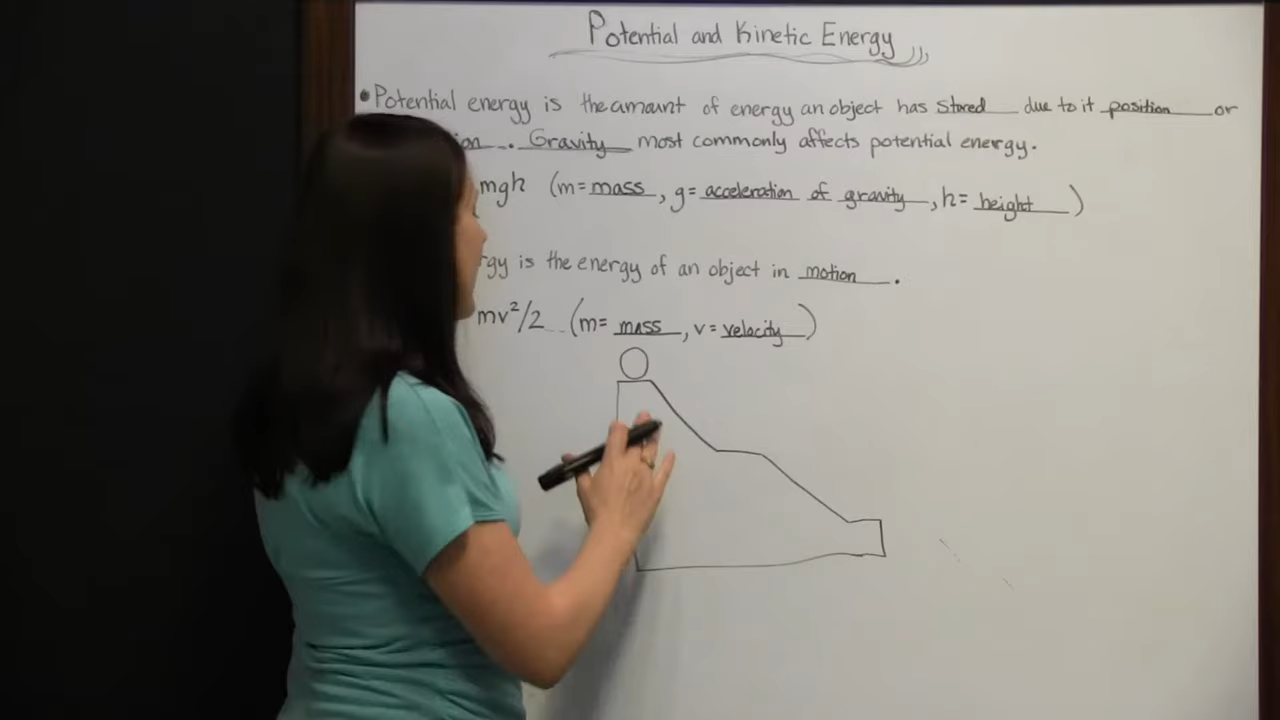 Potential and Kinetic Energy
•Potential energy is the amount of energy an object has stored due to it position or
on. Gravity most commonly affects potential energy.
mgh (m= mass, g= acceleration of gravity, h= height)
rgy is the energy of an object in motion.
mv²/2 (m= mass, v= velocity)